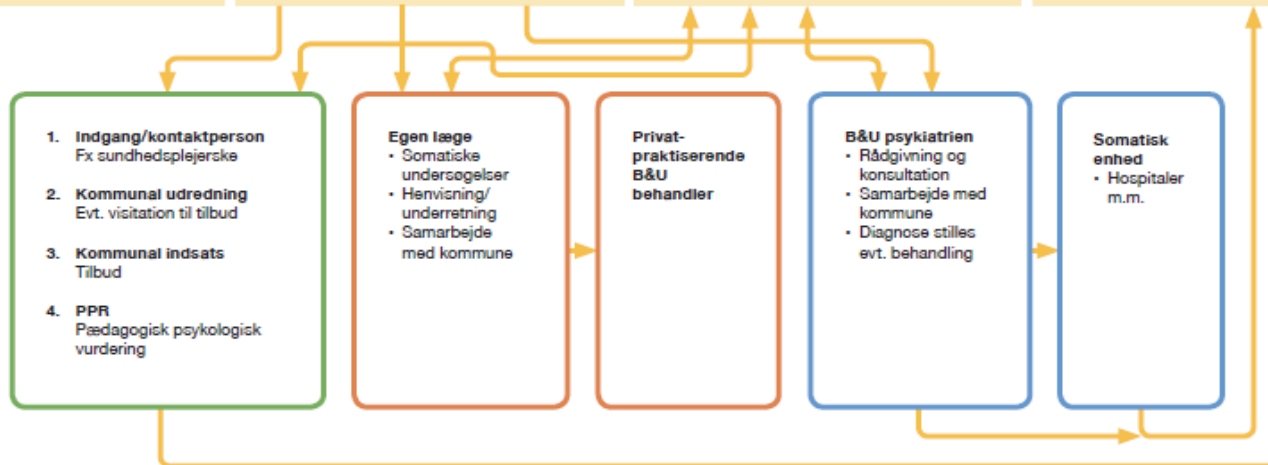 1. Indgang/kontaktperson
Fx sundhedsplejerske
2. Kommunal udredning
Evt. visitation til tilbud
3. Kommunal indsats
Tilbud
4. PPR
Pædagogisk psykologisk
vurdering
Egen læge
• Somatiske
undersøgelser
• Henvisning/
underretning
• Samarbejde
med kommune
Privat-
praktiserende
B&U
behandler
B&U psykiatrien
• Rådgivning og
konsultation
• Samarbejde med
kommune
• Diagnose stilles
evt. behandling
Somatisk
enhed
• Hospitaler
m.m.